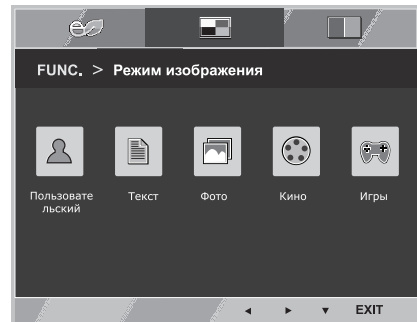 FUNC. > Режим изображения
Пользовате
льский
Текст
Фото
Кино
Игры
EXIT